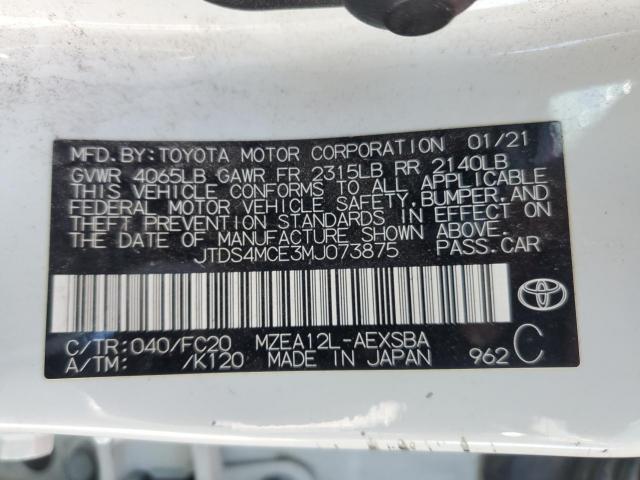 MFD. BY: TOYOTA MOTOR CORPORATION 01/21
GVWR 4065LB GAWR FR 2315LB RR 2140LB
THIS VEHICLE CONFORMS TO ALL APPLICABLE
FEDERAL MOTOR VEHICLE SAFETY, BUMPER, AND
THEFT PREVENTION STANDARDS IN EFFECT ON
THE DATE OF MANUFACTURE SHOWN ABOVE.
JTDS4MCE3MJ073875 PASS. CAR
C/TR: 040/FC20 MZEA12L-AEXSBA
A/TM: /K120 MADE IN JAPAN 962 C
TOYOTA